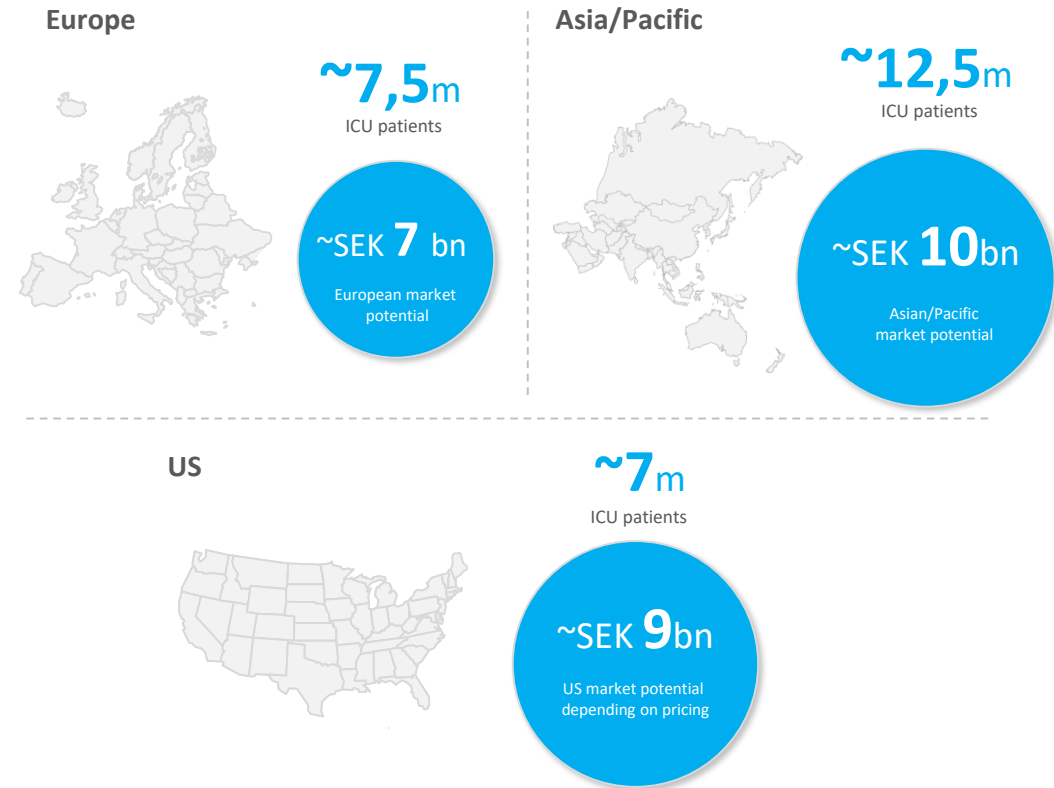 Europe
~7,5m
ICU patients
~SEK 7 bn
European market
potential
Asia/Pacific
~12,5m
ICU patients
~SEK 10bn
Asian/Pacific
market potential
US
~7m
ICU patients
~SEK 9bn
US market potential
depending on pricing